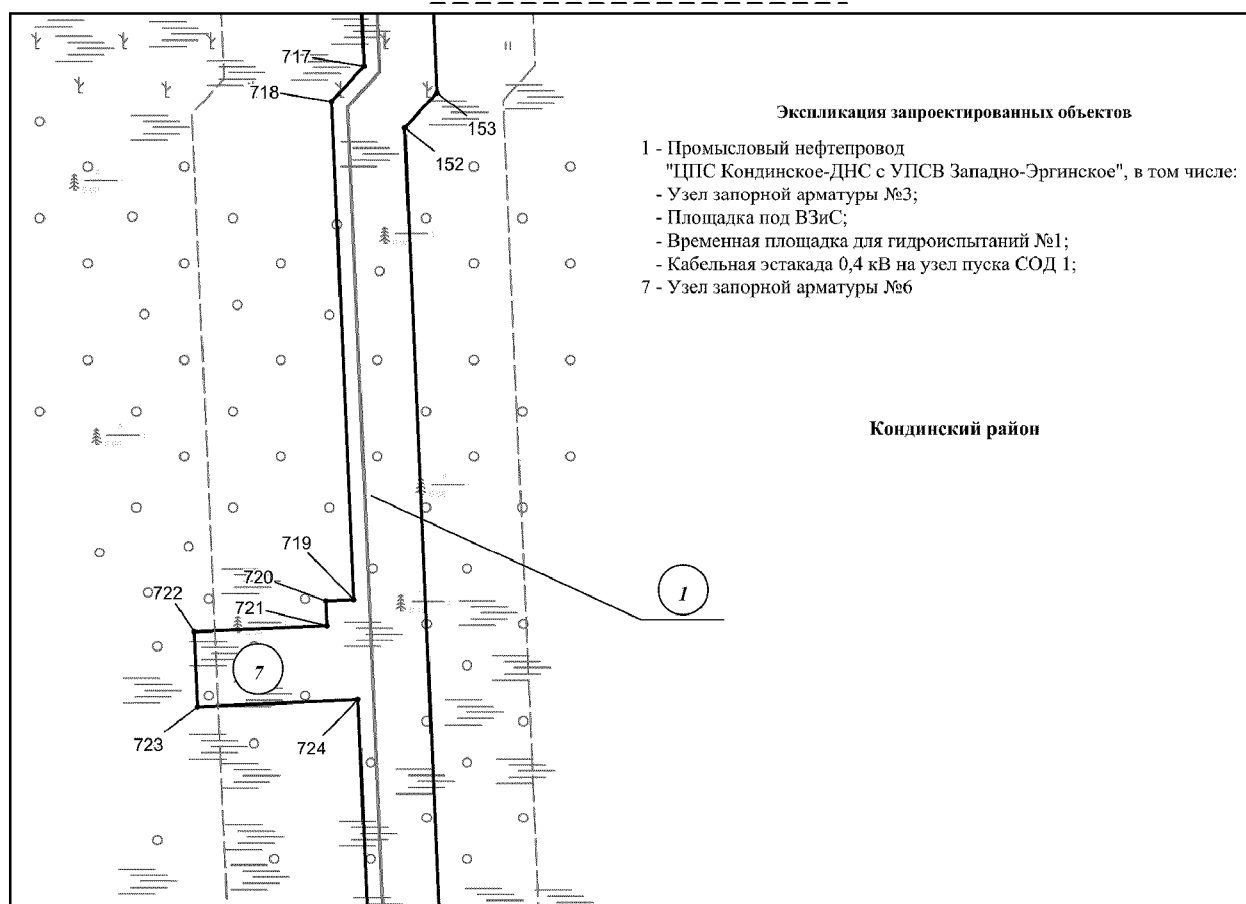 717
718
153
152
Экспликация запроектированных объектов
1 - Промысловый нефтепровод
"ЦПС Кондинское-ДНС с УПСВ Западно-Эргинское", в том числе:
- Узел запорной арматуры №3;
- Площадка под ВЗиС;
- Временная площадка для гидроиспытаний №1;
- Кабельная эстакада 0,4 кВ на узел пуска СОД 1;
7 - Узел запорной арматуры №6
Кондинский район
719
720
722
721
1
7
723
724